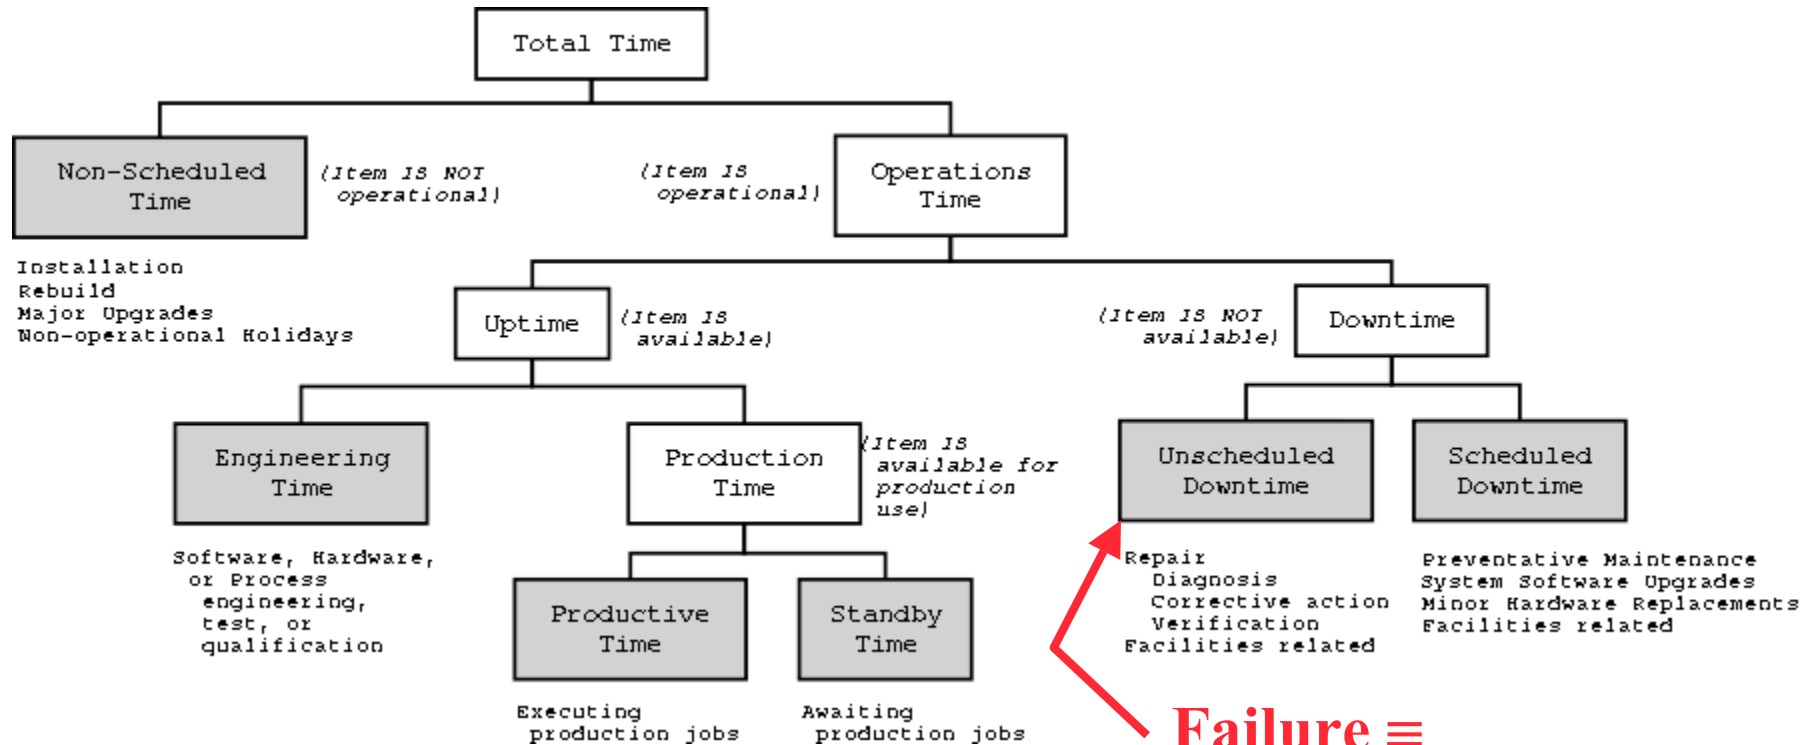 Total Time
Non-Scheduled
Time
(Item IS NOT
operational)
(Item IS
operational)
Operations
Time
Installation
Rebuild
Major Upgrades
Non-operational Holidays
Uptime
(Item IS
available)
(Item IS NOT
available)
Downtime
Engineering
Time
Production
Time
(Item IS
available for
production
use)
Unscheduled
Downtime
Scheduled
Downtime
Software, Hardware,
or Process
engineering,
test, or
qualification
Productive
Time
Standby
Time
Repair
Diagnosis
Corrective action
Verification
Facilities related
Preventative Maintenance
System Software Upgrades
Minor Hardware Replacements
Facilities related
Executing
production jobs
Awaiting
production jobs
Failure ≡